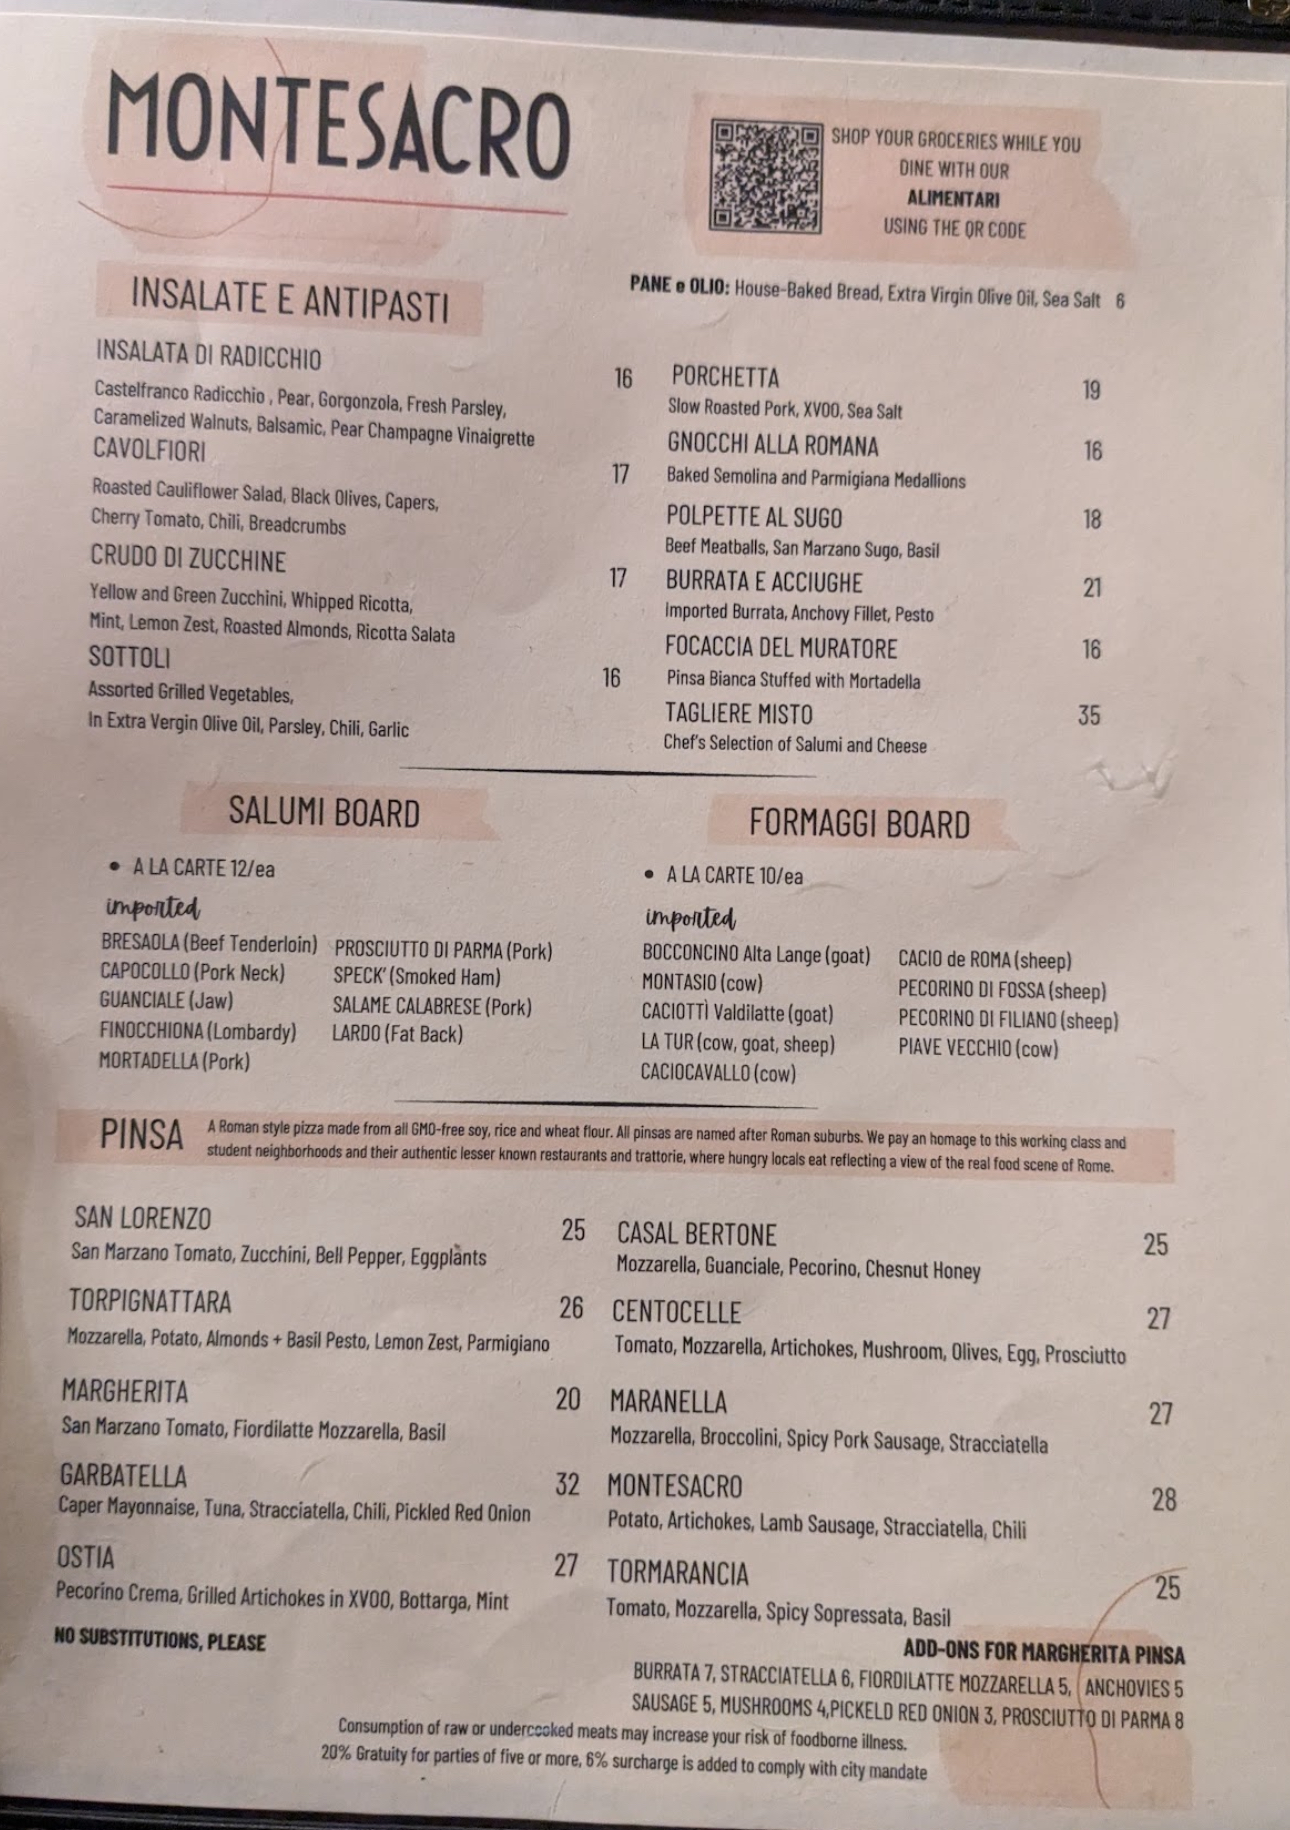 MONTESACRO
SHOP YOUR GROCERIES WHILE YOU
DINE WITH OUR
ALIMENTARI
USING THE QR CODE
PANE e OLIO: House-Baked Bread, Extra Virgin Olive Oil, Sea Salt 6
INSALATE E ANTIPASTI
INSALATA DI RADICCHIO 16
Castelfranco Radicchio , Pear, Gorgonzola, Fresh Parsley,
Caramelized Walnuts, Balsamic, Pear Champagne Vinaigrette
CAVOLFIORI 17
Roasted Cauliflower Salad, Black Olives, Capers,
Cherry Tomato, Chili, Breadcrumbs
CRUDO DI ZUCCHINE 17
Yellow and Green Zucchini, Whipped Ricotta,
Mint, Lemon Zest, Roasted Almonds, Ricotta Salata
SOTTOLI 16
Assorted Grilled Vegetables,
In Extra Vergin Olive Oil, Parsley, Chili, Garlic
PORCHETTA 19
Slow Roasted Pork, XVOO, Sea Salt
GNOCCHI ALLA ROMANA 16
Baked Semolina and Parmigiana Medallions
POLPETTE AL SUGO 18
Beef Meatballs, San Marzano Sugo, Basil
BURRATA E ACCIUGHE 21
Imported Burrata, Anchovy Fillet, Pesto
FOCACCIA DEL MURATORE 16
Pinsa Bianca Stuffed with Mortadella
TAGLIERE MISTO 35
Chef's Selection of Salumi and Cheese
SALUMI BOARD
• A LA CARTE 12/ea
imported
BRESAOLA (Beef Tenderloin)
CAPOCOLLO (Pork Neck)
GUANCIALE (Jaw)
FINOCCHIONA (Lombardy)
MORTADELLA (Pork)
PROSCIUTTO DI PARMA (Pork)
SPECK' (Smoked Ham)
SALAME CALABRESE (Pork)
LARDO (Fat Back)
FORMAGGI BOARD
• A LA CARTE 10/ea
imported
BOCCONCINO Alta Lange (goat)
MONTASIO (cow)
CACIOTTÌ Valdilatte (goat)
LA TUR (cow, goat, sheep)
CACIOCAVALLO (cow)
CACIO de ROMA (sheep)
PECORINO DI FOSSA (sheep)
PECORINO DI FILIANO (sheep)
PIAVE VECCHIO (cow)
PINSA
A Roman style pizza made from all GMO-free soy, rice and wheat flour. All pinsas are named after Roman suburbs. We pay an homage to this working class and
student neighborhoods and their authentic lesser known restaurants and trattorie, where hungry locals eat reflecting a view of the real food scene of Rome.
SAN LORENZO 25
San Marzano Tomato, Zucchini, Bell Pepper, Eggplants
TORPIGNATTARA 26
Mozzarella, Potato, Almonds + Basil Pesto, Lemon Zest, Parmigiano
MARGHERITA 20
San Marzano Tomato, Fiordilatte Mozzarella, Basil
GARBATELLA 32
Caper Mayonnaise, Tuna, Stracciatella, Chili, Pickled Red Onion
OSTIA 27
Pecorino Crema, Grilled Artichokes in XVOO, Bottarga, Mint
NO SUBSTITUTIONS, PLEASE
CASAL BERTONE 25
Mozzarella, Guanciale, Pecorino, Chesnut Honey
CENTOCELLE 27
Tomato, Mozzarella, Artichokes, Mushroom, Olives, Egg, Prosciutto
MARANELLA 27
Mozzarella, Broccolini, Spicy Pork Sausage, Stracciatella
MONTESACRO 28
Potato, Artichokes, Lamb Sausage, Stracciatella, Chili
TORMARANCIA 25
Tomato, Mozzarella, Spicy Sopressata, Basil
ADD-ONS FOR MARGHERITA PINSA
BURRATA 7, STRACCIATELLA 6, FIORDILATTE MOZZARELLA 5, ANCHOVIES 5
SAUSAGE 5, MUSHROOMS 4,PICKELD RED ONION 3, PROSCIUTTO DI PARMA 8
Consumption of raw or undercooked meats may increase your risk of foodborne illness.
20% Gratuity for parties of five or more, 6% surcharge is added to comply with city mandate